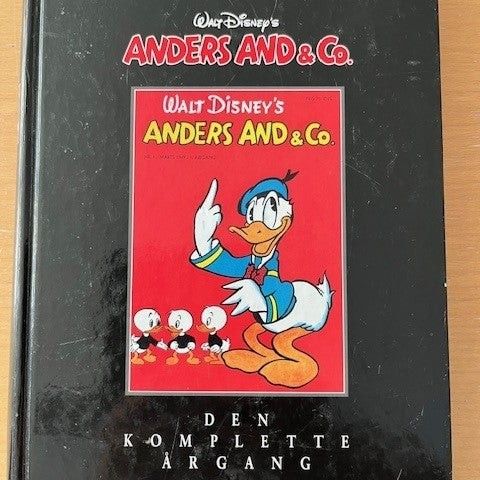 WALT DISNEY'S
ANDERS AND & Co.
WALT DISNEY'S
ANDERS AND & Co.
DEN
KOMPLETTE
ÅRGANG